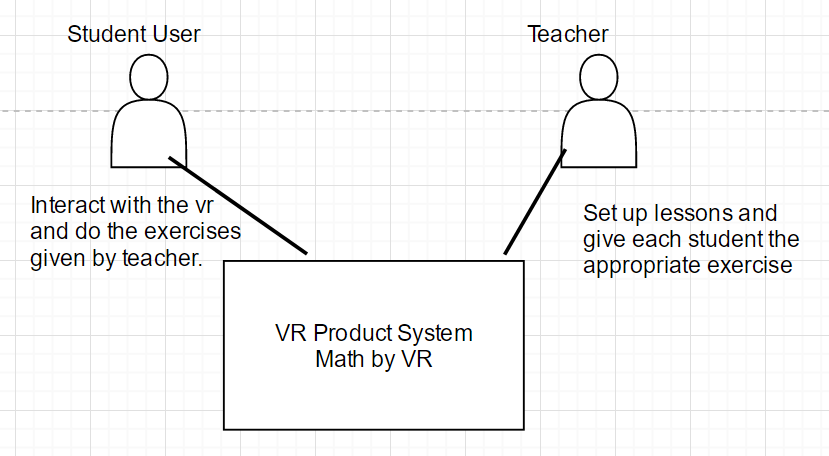 Student User
Teacher
Interact with the vr
and do the exercises
given by teacher.
Set up lessons and
give each student the
appropriate exercise
VR Product System
Math by VR